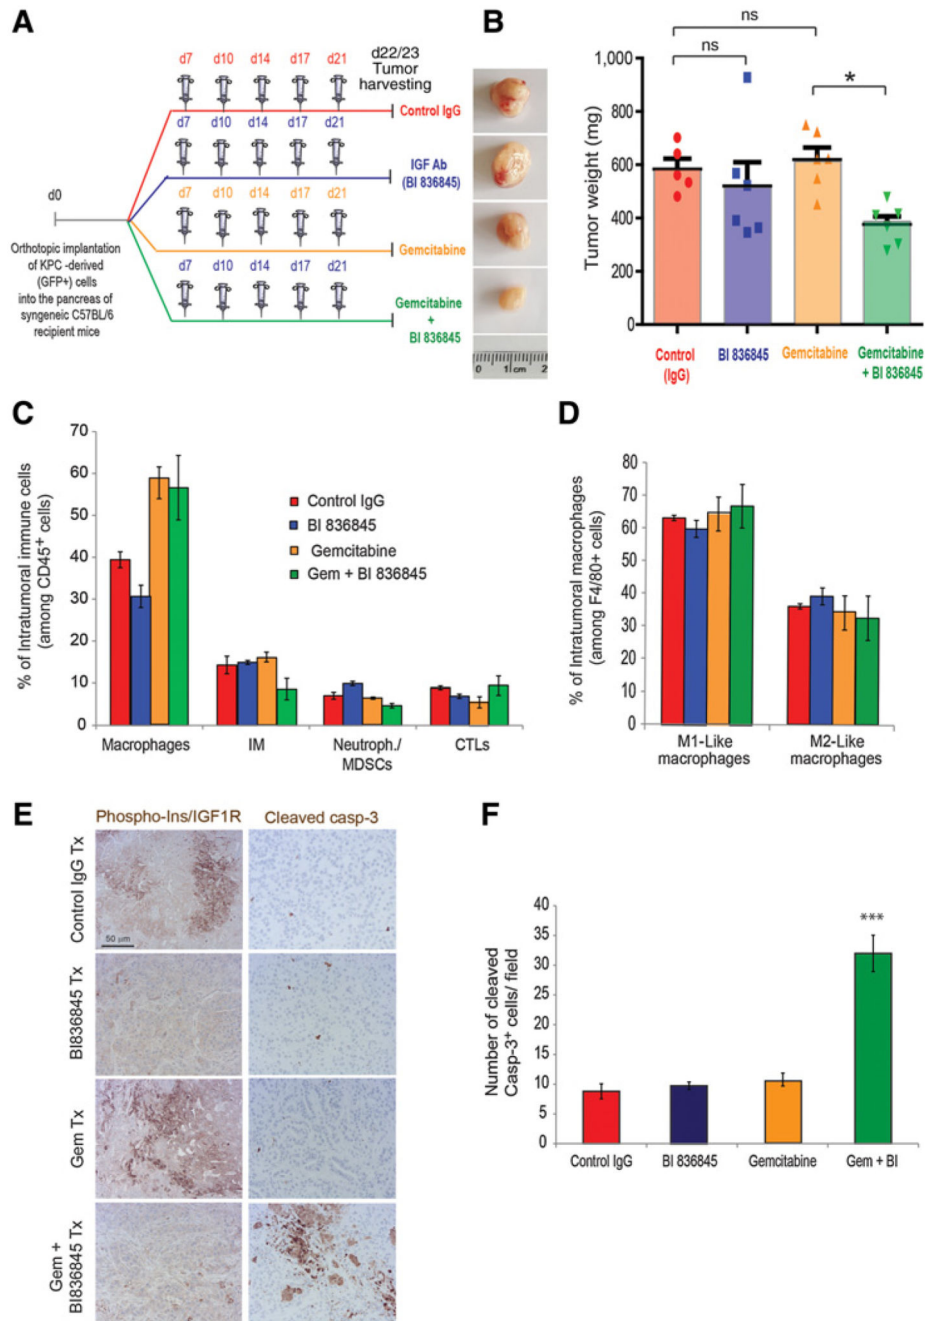 A
d7 d10 d14 d17 d21
d22/23
Tumor
harvesting
Control IgG
d7 d10 d14 d17 d21
IGF Ab
(BI 836845)
d0
d7 d10 d14 d17 d21
Gemcitabine
Orthotopic implantation
of KPC -derived
(GFP+) cells
into the pancreas of
syngeneic C57BL/6
recipient mice
d7 d10 d14 d17 d21
Gemcitabine
+
BI 836845
0 1 cm 2
B
ns
ns
*
Tumor weight (mg)
1,000
800
600
400
200
0
Control
(IgG)
BI 836845
Gemcitabine
Gemcitabine
+ BI 836845
C
% of Intratumoral immune cells
(among CD45+ cells)
70
60
50
40
30
20
10
0
Control IgG
BI 836845
Gemcitabine
Gem + BI 836845
Macrophages
IM
Neutroph./
MDSCs
CTLs
D
% of Intratumoral macrophages
(among F4/80+ cells)
80
70
60
50
40
30
20
10
0
M1-Like
macrophages
M2-Like
macrophages
E
Phospho-Ins/IGF1R
Cleaved casp-3
Control IgG Tx
50 µm
BI836845 Tx
Gem Tx
Gem +
BI836845 Tx
F
Number of cleaved
Casp-3+ cells/ field
40
35
30
25
20
15
10
5
0
***
Control IgG
BI 836845
Gemcitabine
Gem + BI